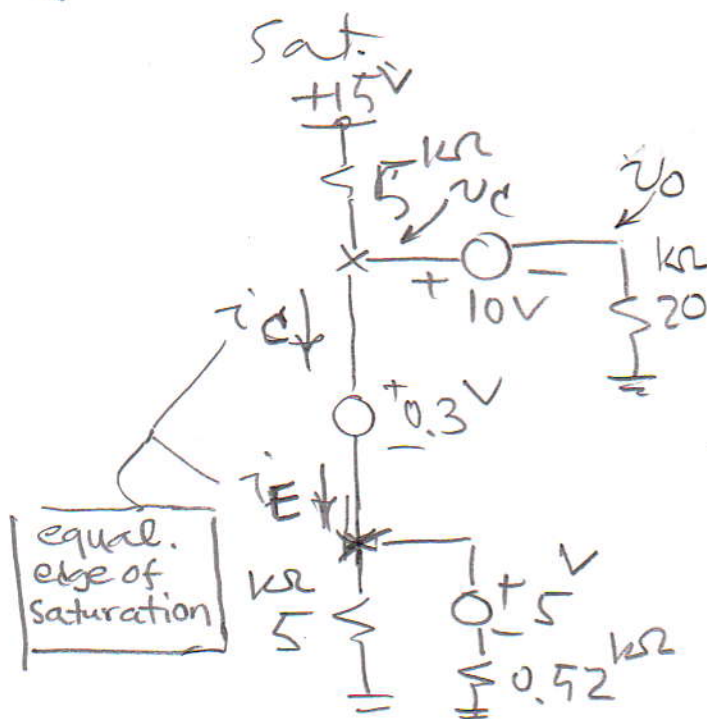 sat.
+15V
5 kΩ
vC
vO
+ 10V −
kΩ
20
iC
+ 0.3V −
iE
equal.
edge of
saturation
kΩ
5
+ 5V −
0.52 kΩ